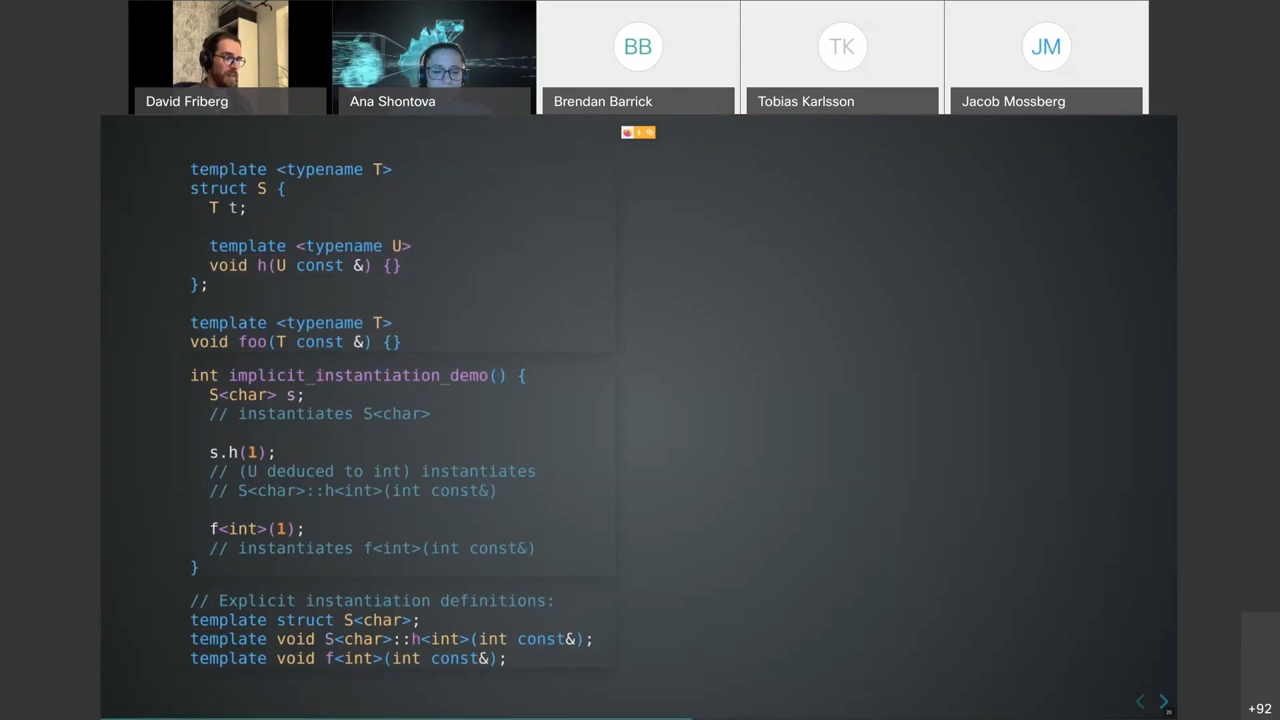 BB
TK
JM
David Friberg
Ana Shontova
Brendan Barrick
Tobias Karlsson
Jacob Mossberg
template <typename T>
struct S {
T t;
template <typename U>
void h(U const &) {}
};
template <typename T>
void foo(T const &) {}
int implicit_instantiation_demo() {
S<char> s;
// instantiates S<char>
s.h(1);
// (U deduced to int) instantiates
// S<char>::h<int>(int const&)
f<int>(1);
// instantiates f<int>(int const&)
}
// Explicit instantiation definitions:
template struct S<char>;
template void S<char>::h<int>(int const&);
template void f<int>(int const&);
+92